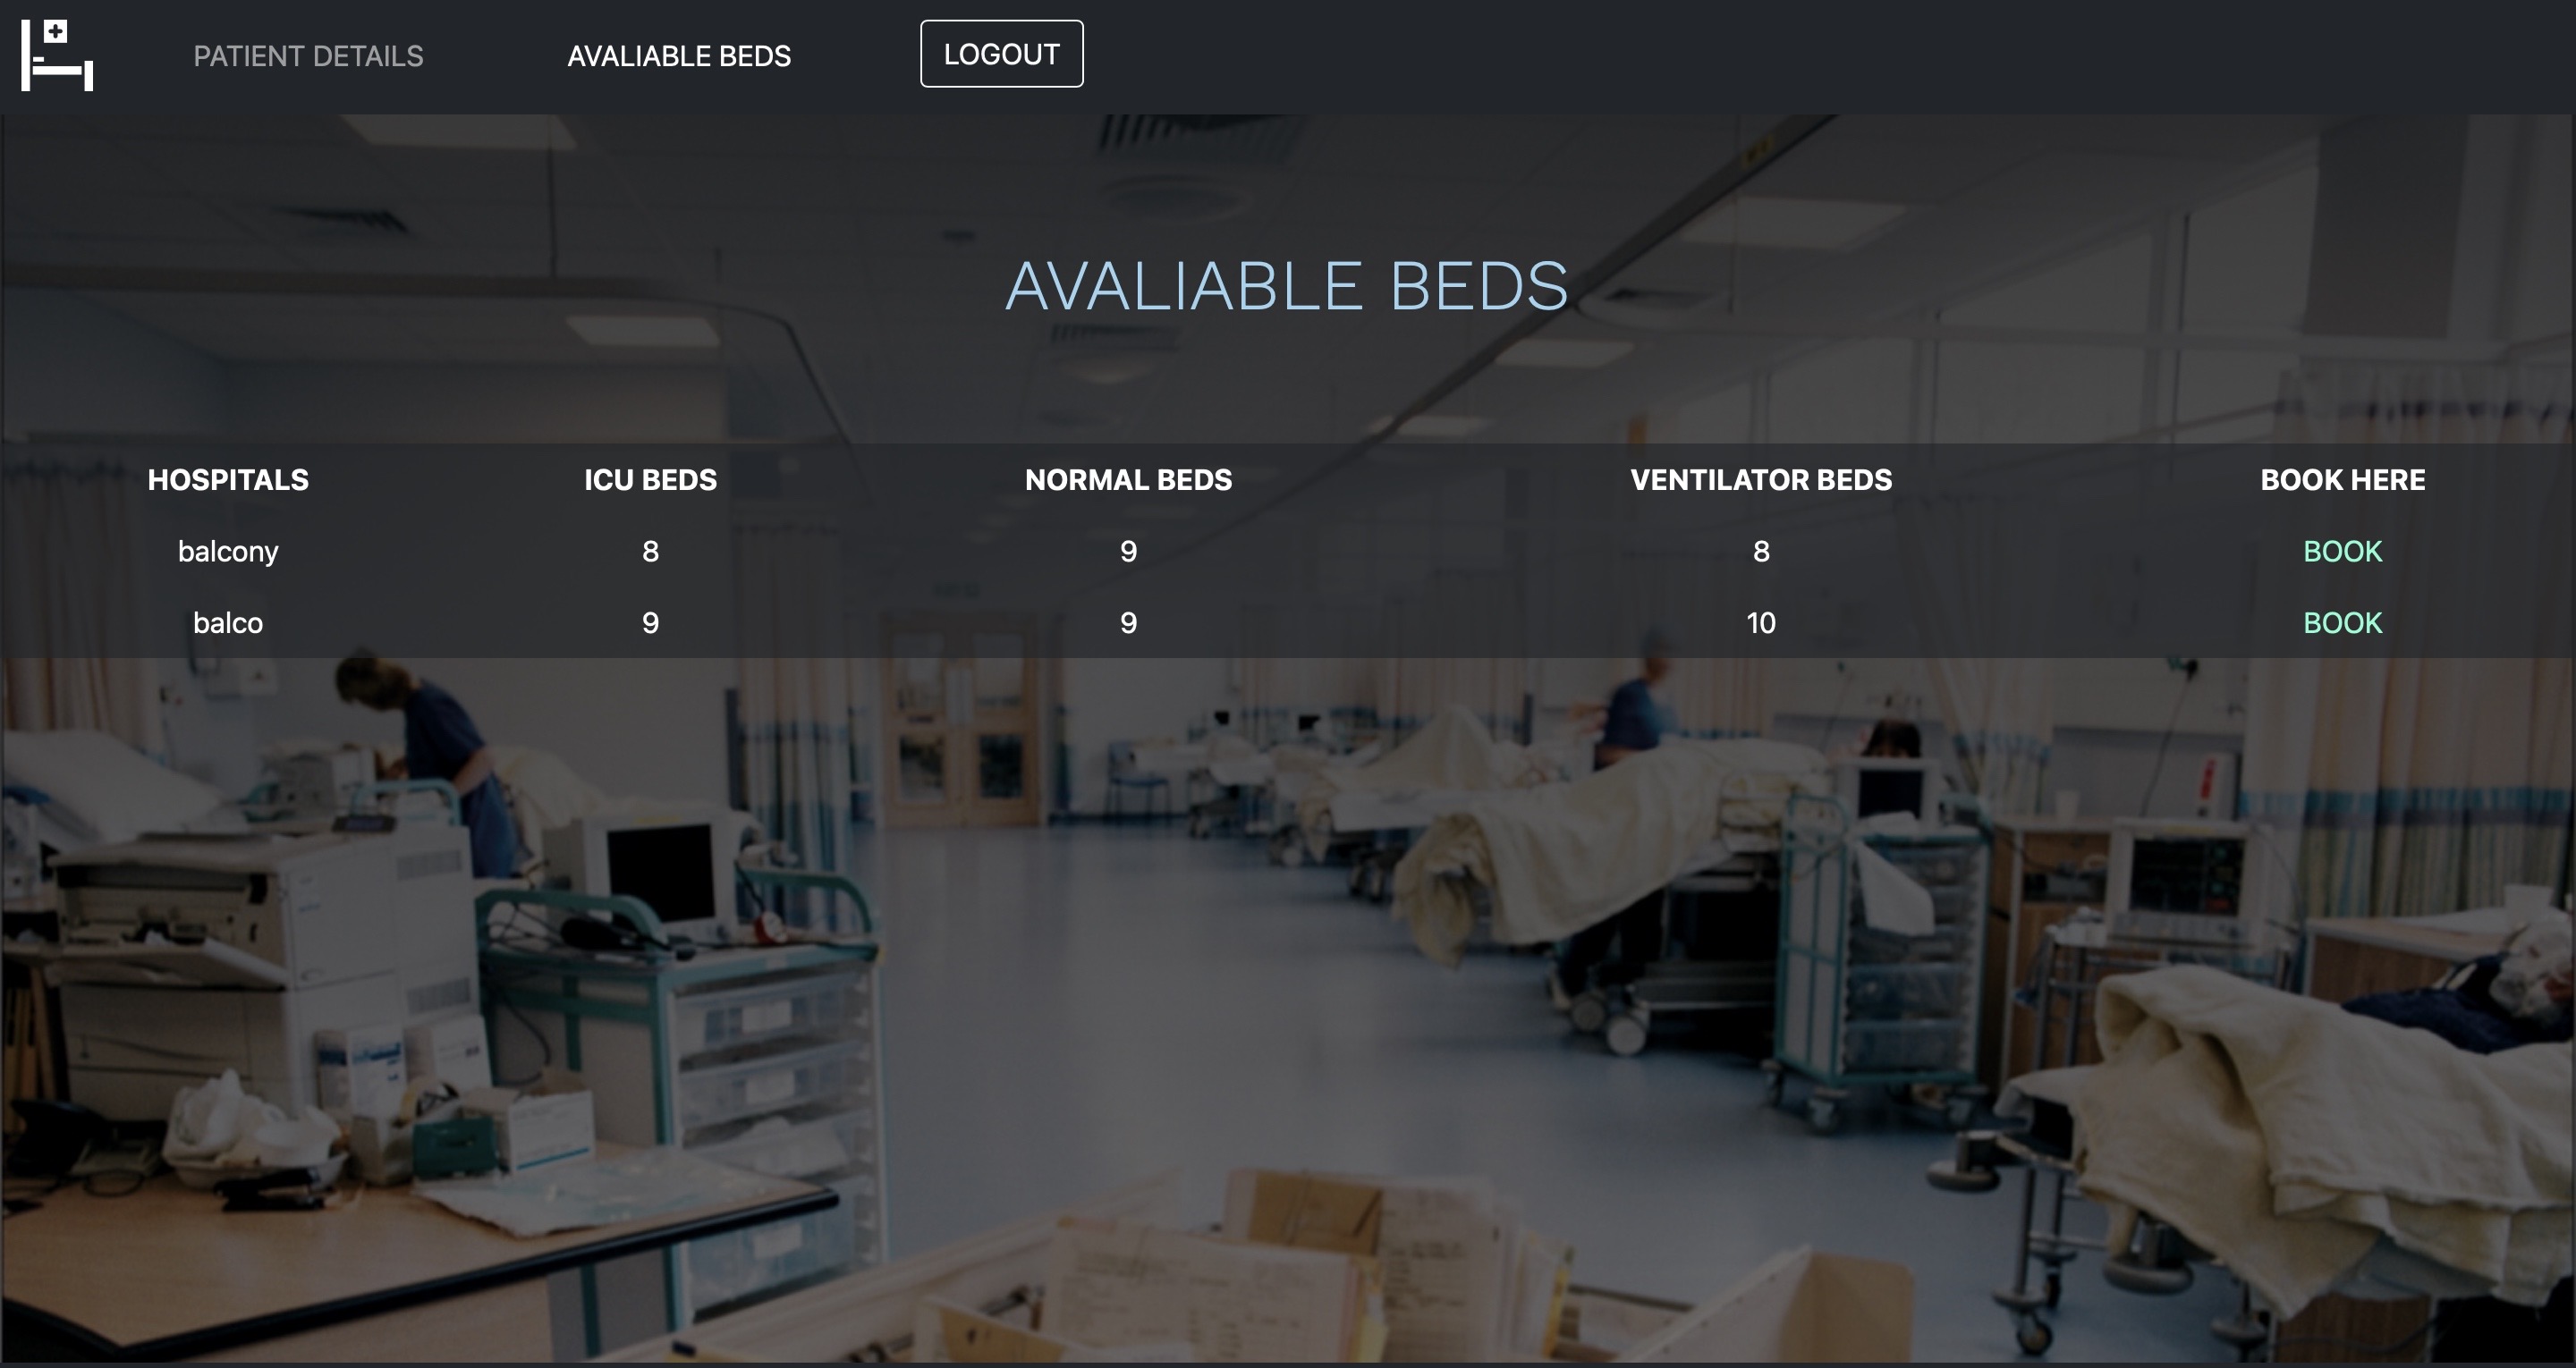 PATIENT DETAILS AVALIABLE BEDS LOGOUT
AVALIABLE BEDS
HOSPITALS ICU BEDS NORMAL BEDS VENTILATOR BEDS BOOK HERE
balcony 8 9 8 BOOK
balco 9 9 10 BOOK